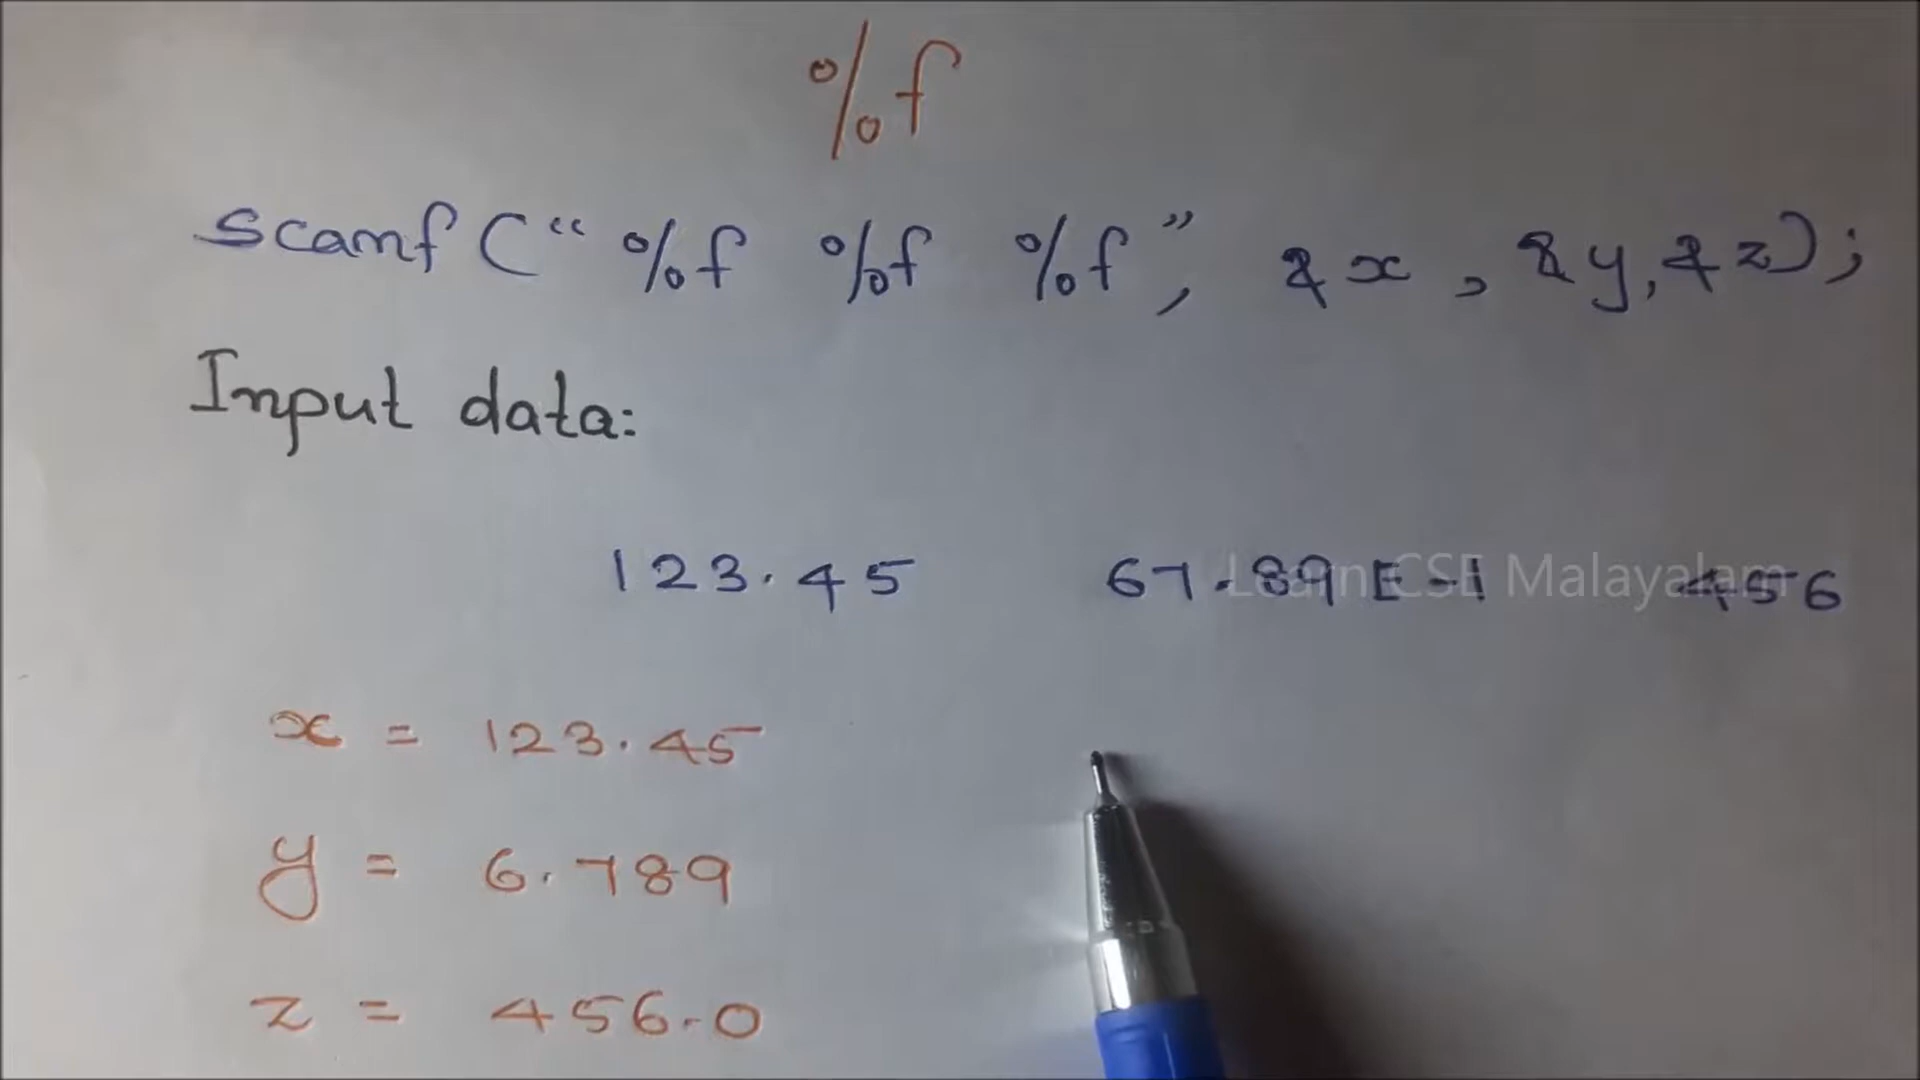 %f
scanf ( “ %f %f %f ” , &x , &y, &z) ;
Input data:
123.45 67.89E-1 456
Learn CSE Malayalam
x = 123.45
y = 6.789
z = 456.0